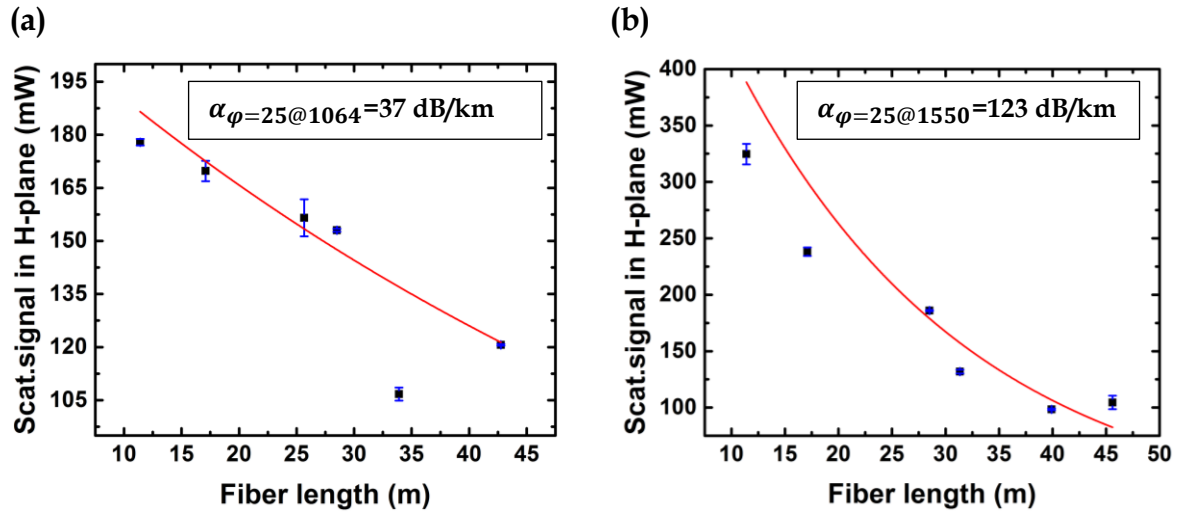 (a)
Scat.signal in H-plane (mW)
195
180
165
150
135
120
105
α𝜑=25@1064=37 dB/km
10 15 20 25 30 35 40 45
Fiber length (m)
(b)
Scat.signal in H-plane (mW)
400
350
300
250
200
150
100
α𝜑=25@1550=123 dB/km
10 15 20 25 30 35 40 45 50
Fiber length (m)